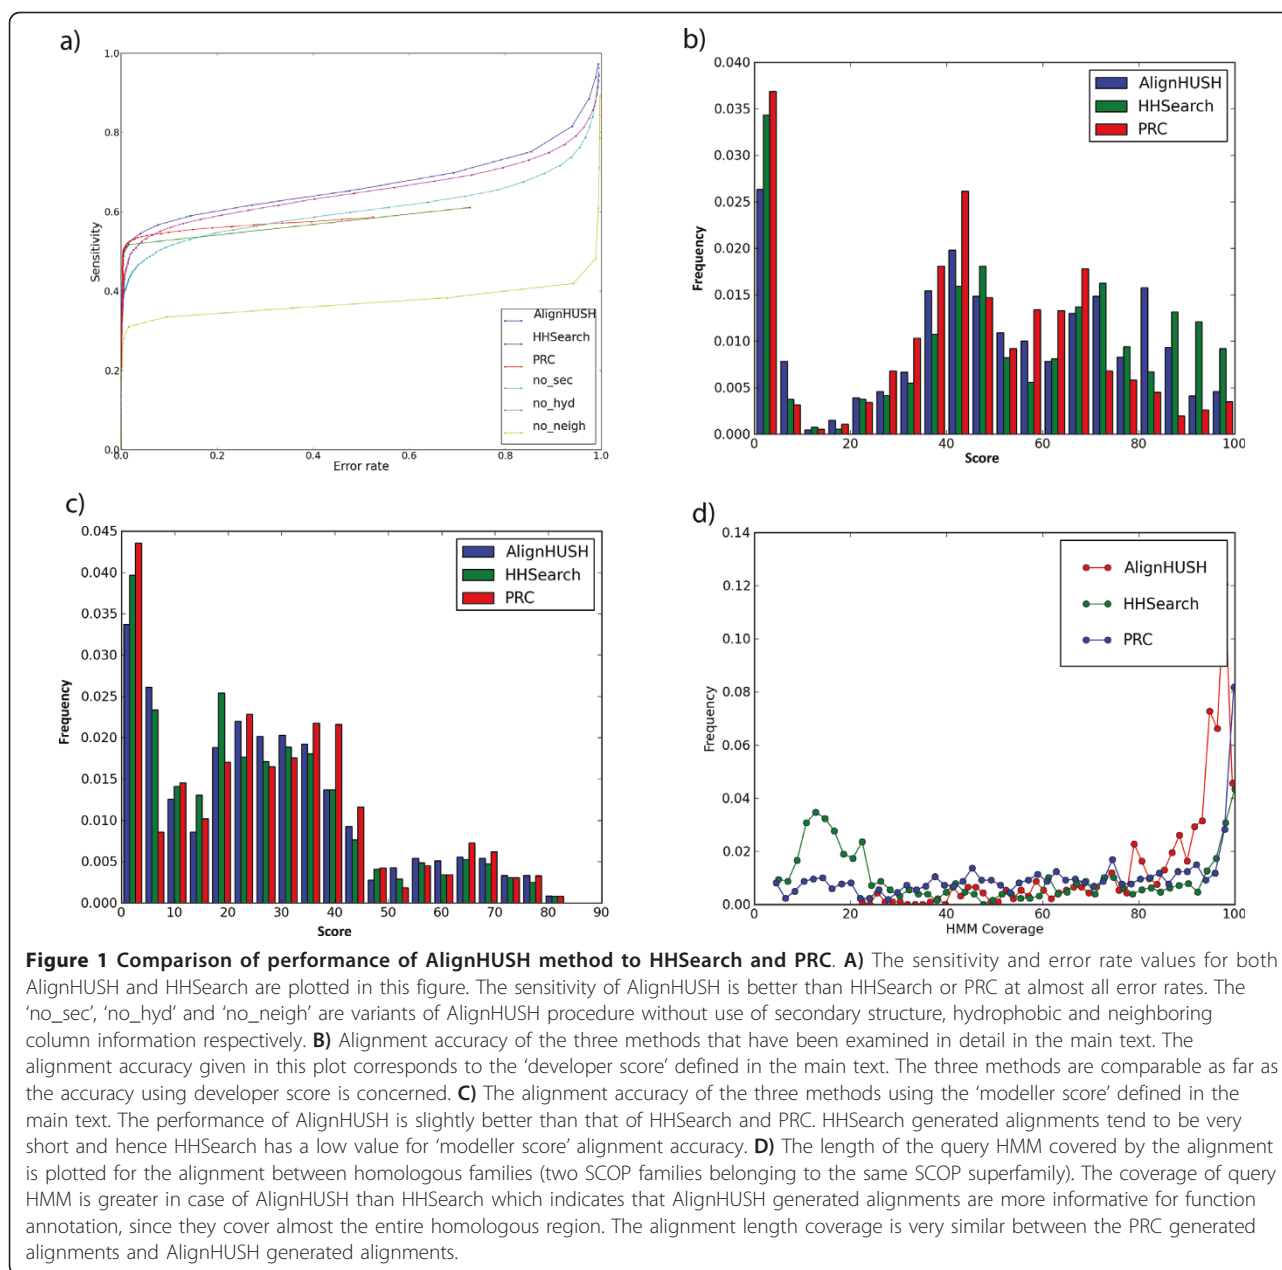 a)
1.0
0.8
0.6
0.4
0.2
0.0
Sensitivity
0.0 0.2 0.4 0.6 0.8 1.0
Error rate
AlignHUSH
HHSearch
PRC
no_sec
no_hyd
no_neigh
b)
0.040
0.035
0.030
0.025
0.020
0.015
0.010
0.005
0.000
Frequency
0 20 40 60 80 100
Score
AlignHUSH
HHSearch
PRC
c)
0.045
0.040
0.035
0.030
0.025
0.020
0.015
0.010
0.005
0.000
Frequency
0 10 20 30 40 50 60 70 80 90
Score
AlignHUSH
HHSearch
PRC
d)
0.14
0.12
0.10
0.08
0.06
0.04
0.02
0.00
Frequency
0 20 40 60 80 100
HMM Coverage
AlignHUSH
HHSearch
PRC
Figure 1 Comparison of performance of AlignHUSH method to HHSearch and PRC. A) The sensitivity and error rate values for both
AlignHUSH and HHSearch are plotted in this figure. The sensitivity of AlignHUSH is better than HHSearch or PRC at almost all error rates. The
'no_sec', 'no_hyd' and 'no_neigh' are variants of AlignHUSH procedure without use of secondary structure, hydrophobic and neighboring
column information respectively. B) Alignment accuracy of the three methods that have been examined in detail in the main text. The
alignment accuracy given in this plot corresponds to the 'developer score' defined in the main text. The three methods are comparable as far as
the accuracy using developer score is concerned. C) The alignment accuracy of the three methods using the 'modeller score' defined in the
main text. The performance of AlignHUSH is slightly better than that of HHSearch and PRC. HHSearch generated alignments tend to be very
short and hence HHSearch has a low value for 'modeller score' alignment accuracy. D) The length of the query HMM covered by the alignment
is plotted for the alignment between homologous families (two SCOP families belonging to the same SCOP superfamily). The coverage of query
HMM is greater in case of AlignHUSH than HHSearch which indicates that AlignHUSH generated alignments are more informative for function
annotation, since they cover almost the entire homologous region. The alignment length coverage is very similar between the PRC generated
alignments and AlignHUSH generated alignments.